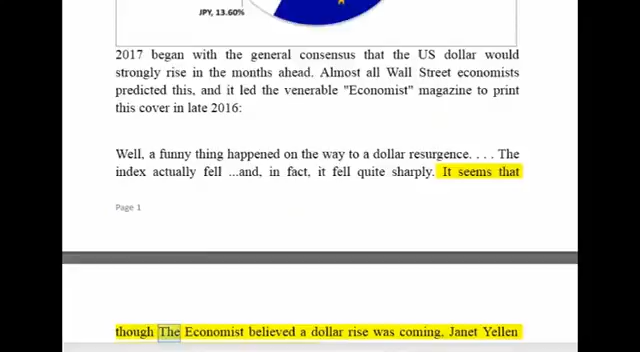 JPY, 13.60%
2017 began with the general consensus that the US dollar would
strongly rise in the months ahead. Almost all Wall Street economists
predicted this, and it led the venerable "Economist" magazine to print
this cover in late 2016:
Well, a funny thing happened on the way to a dollar resurgence. . . . The
index actually fell ...and, in fact, it fell quite sharply. It seems that
Page 1
though The Economist believed a dollar rise was coming, Janet Yellen